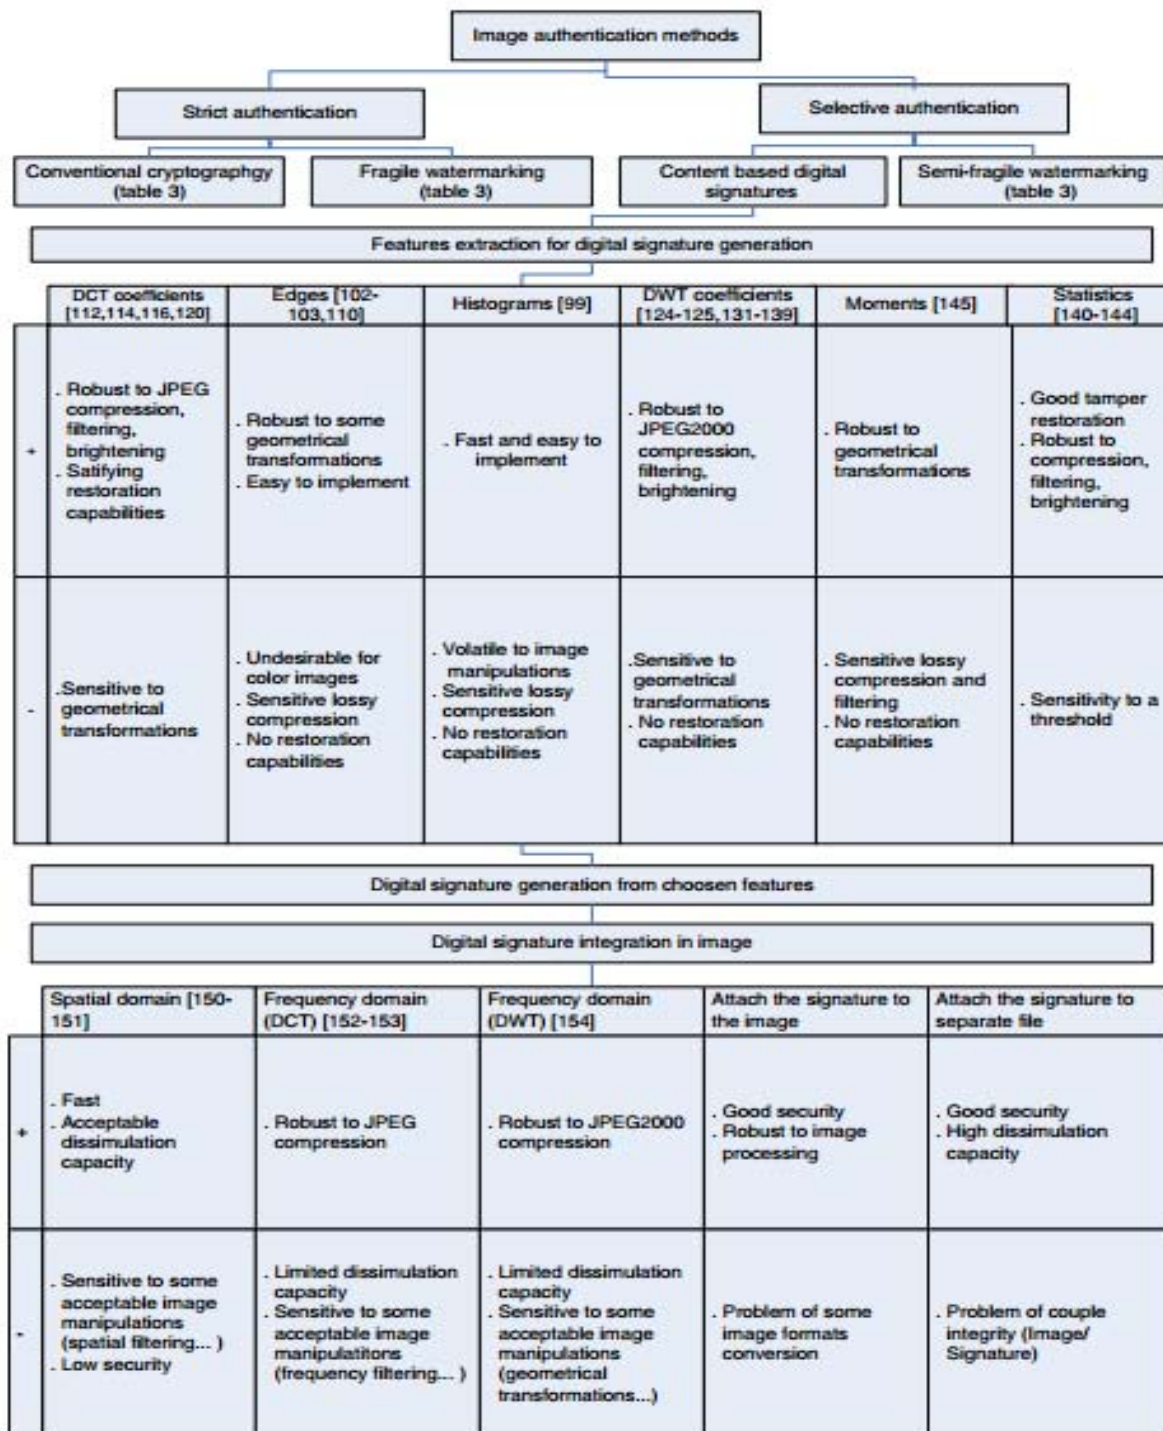 Image authentication methods
Strict authentication
Selective authentication
Conventional cryptographgy
(table 3)
Fragile watermarking
(table 3)
Content based digital
signatures
Semi-fragile watermarking
(table 3)
Features extraction for digital signature generation
DCT coefficients
[112,114,116,120]
Edges [102-
103,110]
Histograms [99]
DWT coefficients
[124-125,131-139]
Moments [145]
Statistics
[140-144]
+
. Robust to JPEG
compression,
filtering,
brightening
. Satifying
restoration
capabilities
. Robust to some
geometrical
transformations
. Easy to implement
. Fast and easy to
implement
. Robust to
JPEG2000
compression,
filtering,
brightening
. Robust to
geometrical
transformations
. Good tamper
restoration
. Robust to
compression,
filtering,
brightening
-
.Sensitive to
geometrical
transformations
. Undesirable for
color images
. Sensitive lossy
compression
. No restoration
capabilities
. Volatile to image
manipulations
. Sensitive lossy
compression
. No restoration
capabilities
.Sensitive to
geometrical
transformations
. No restoration
capabilities
. Sensitive lossy
compression and
filtering
. No restoration
capabilities
. Sensitivity to a
threshold
Digital signature generation from choosen features
Digital signature integration in image
Spatial domain [150-
151]
Frequency domain
(DCT) [152-153]
Frequency domain
(DWT) [154]
Attach the signature to
the image
Attach the signature to
separate file
+
. Fast
. Acceptable
dissimulation
capacity
. Robust to JPEG
compression
. Robust to JPEG2000
compression
. Good security
. Robust to image
processing
. Good security
. High dissimulation
capacity
-
. Sensitive to some
acceptable image
manipulations
(spatial filtering... )
. Low security
. Limited dissimulation
capacity
. Sensitive to some
acceptable image
manipulatitons
(frequency filtering... )
. Limited dissimulation
capacity
. Sensitive to some
acceptable image
manipulations
(geometrical
transformations...)
. Problem of some
image formats
conversion
. Problem of couple
integrity (Image/
Signature)